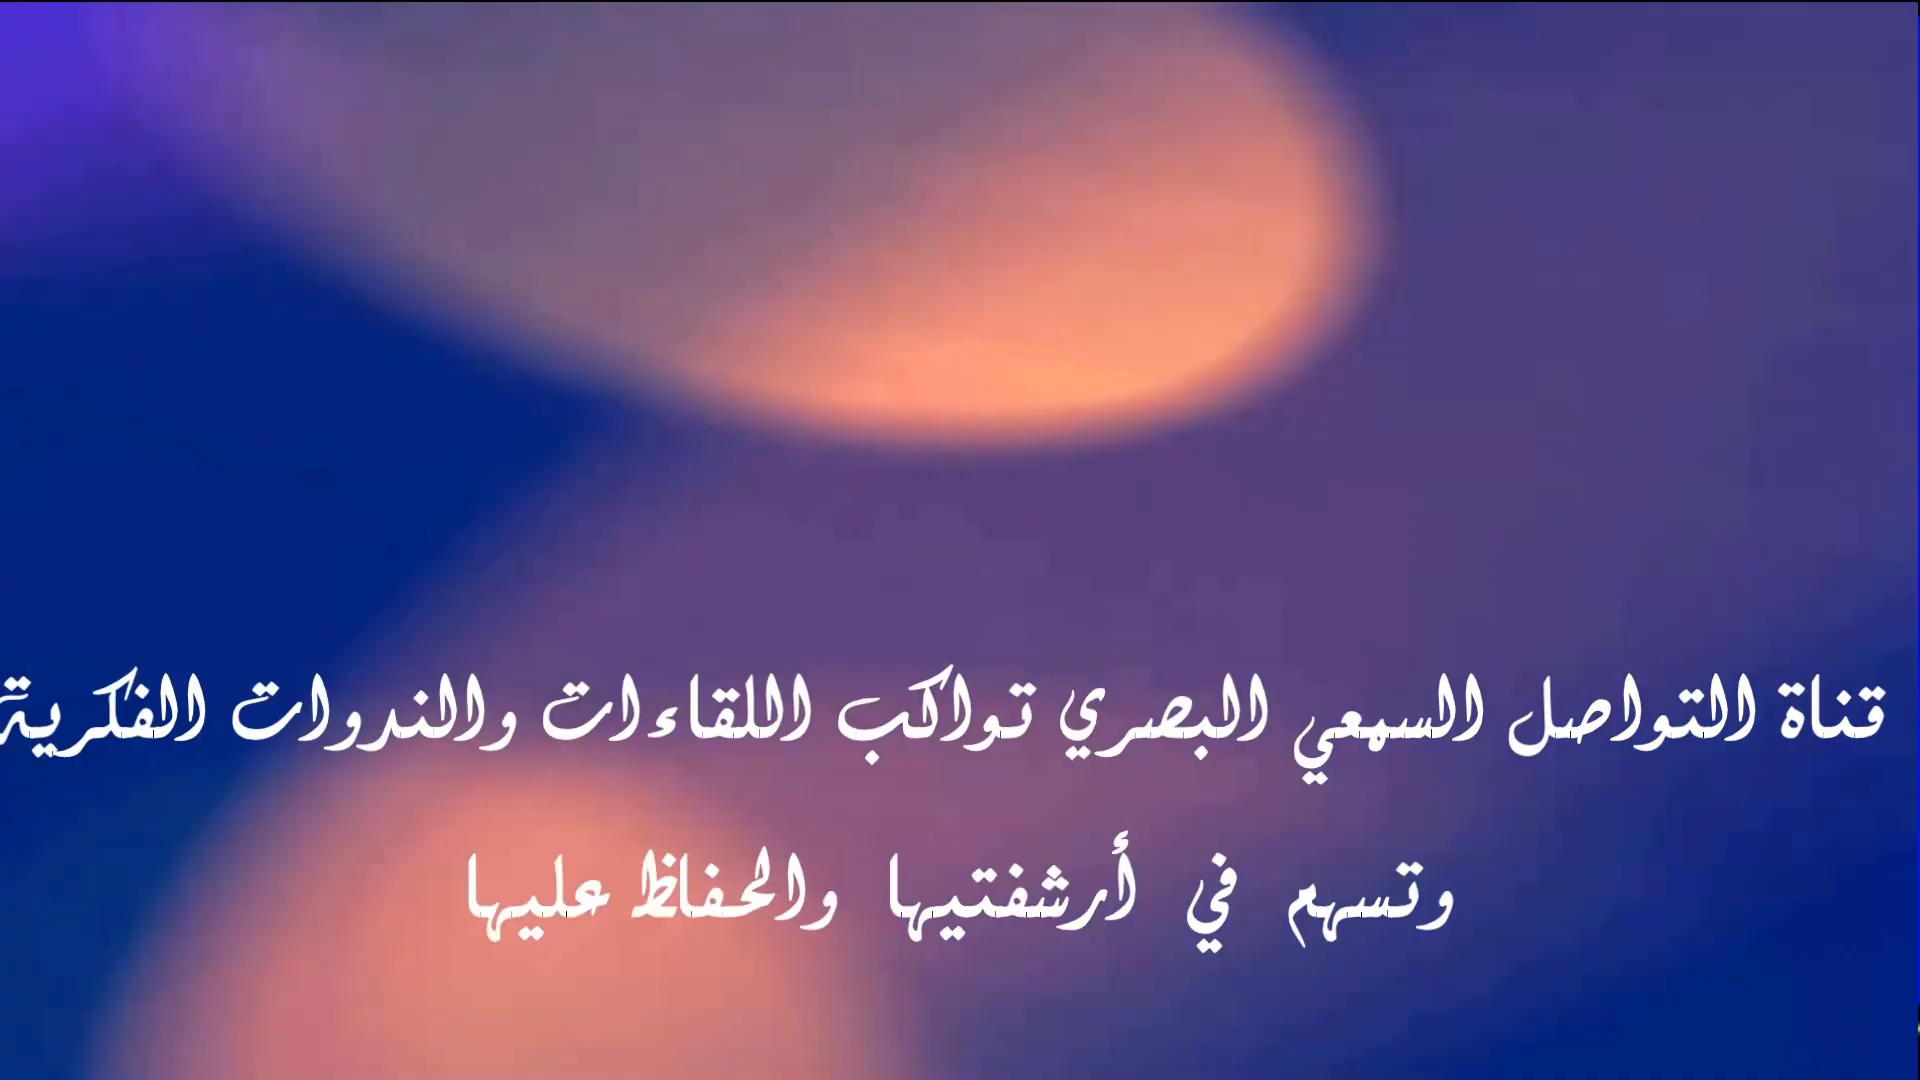 قناة التواصل السمعي البصري تواكب اللقاءات والندوات الفكرية
وتسهم في أرشفتيها والحفاظ عليها